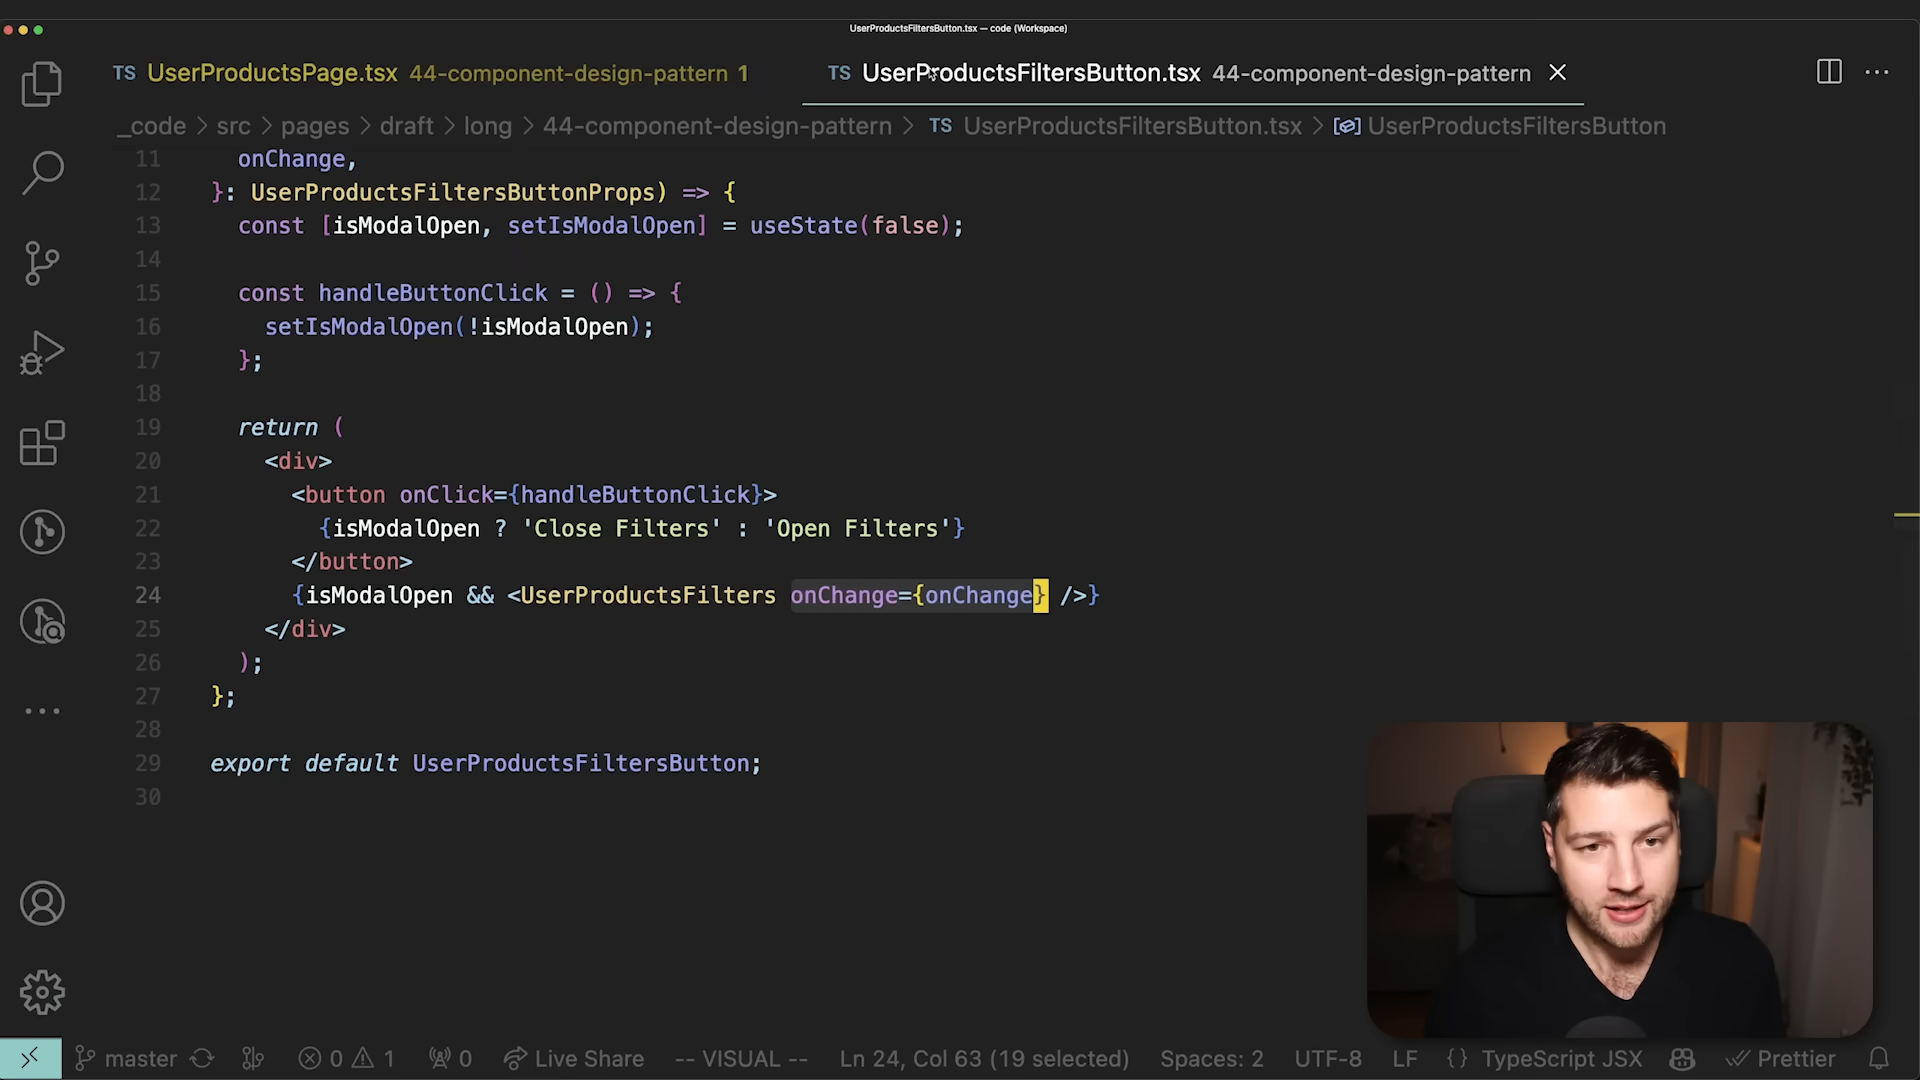 UserProductsFiltersButton.tsx — code (Workspace)
TS UserProductsPage.tsx 44-component-design-pattern 1
TS UserProductsFiltersButton.tsx 44-component-design-pattern
_code > src > pages > draft > long > 44-component-design-pattern > TS UserProductsFiltersButton.tsx > UserProductsFiltersButton
11 onChange,
12 }: UserProductsFiltersButtonProps) => {
13 const [isModalOpen, setIsModalOpen] = useState(false);
14
15 const handleButtonClick = () => {
16 setIsModalOpen(!isModalOpen);
17 };
18
19 return (
20 <div>
21 <button onClick={handleButtonClick}>
22 {isModalOpen ? 'Close Filters' : 'Open Filters'}
23 </button>
24 {isModalOpen && <UserProductsFilters onChange={onChange} />}
25 </div>
26 );
27 };
28
29 export default UserProductsFiltersButton;
30
master 0 1 0 Live Share -- VISUAL -- Ln 24, Col 63 (19 selected) Spaces: 2 UTF-8 LF {} TypeScript JSX Prettier